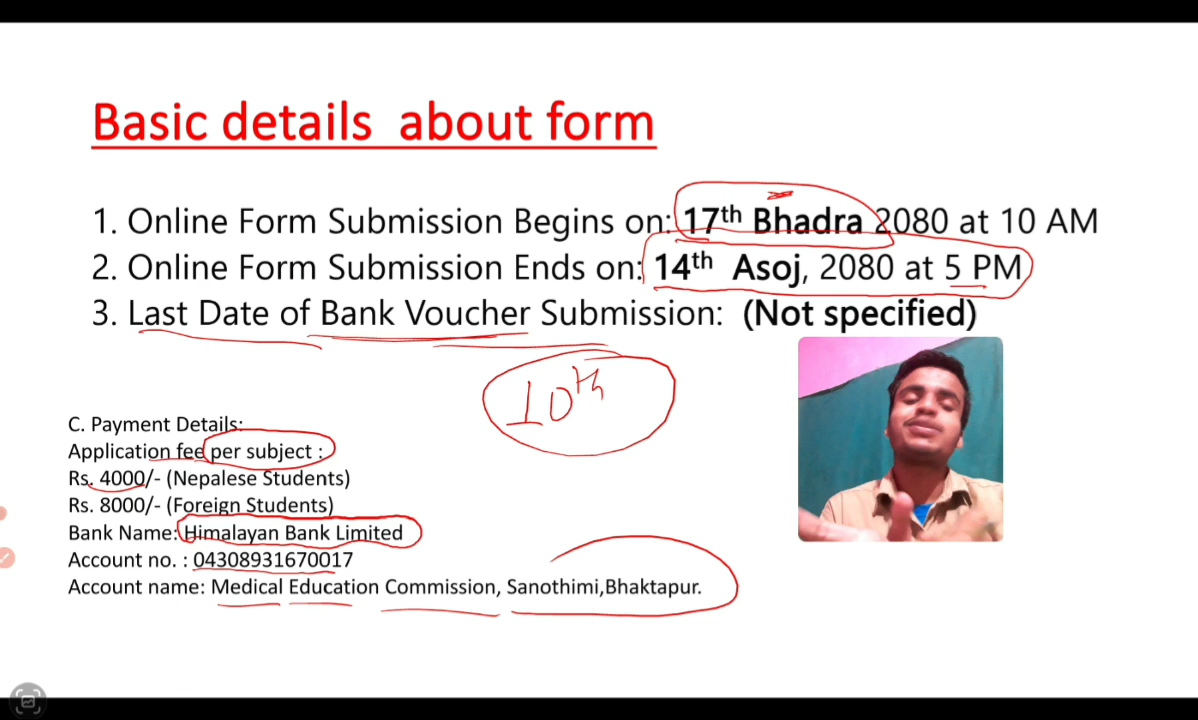 Basic details about form
1. Online Form Submission Begins on: 17th Bhadra 2080 at 10 AM
2. Online Form Submission Ends on: 14th Asoj, 2080 at 5 PM
3. Last Date of Bank Voucher Submission: (Not specified)
10th
C. Payment Details:
Application fee per subject :
Rs. 4000/- (Nepalese Students)
Rs. 8000/- (Foreign Students)
Bank Name: Himalayan Bank Limited
Account no. : 04308931670017
Account name: Medical Education Commission, Sanothimi,Bhaktapur.